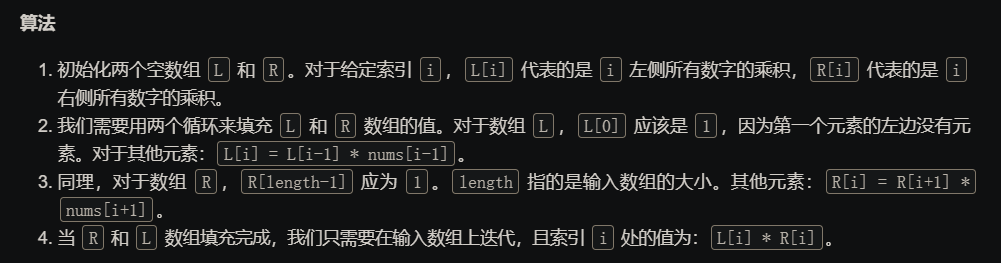 算法
1. 初始化两个空数组 L 和 R。对于给定索引 i，L[i] 代表的是 i 左侧所有数字的乘积，R[i] 代表的是 i
右侧所有数字的乘积。
2. 我们需要用两个循环来填充 L 和 R 数组的值。对于数组 L，L[0] 应该是 1，因为第一个元素的左边没有元
素。对于其他元素：L[i] = L[i-1] * nums[i-1]。
3. 同理，对于数组 R，R[length-1] 应为 1。length 指的是输入数组的大小。其他元素：R[i] = R[i+1] *
nums[i+1]。
4. 当 R 和 L 数组填充完成，我们只需要在输入数组上迭代，且索引 i 处的值为：L[i] * R[i]。